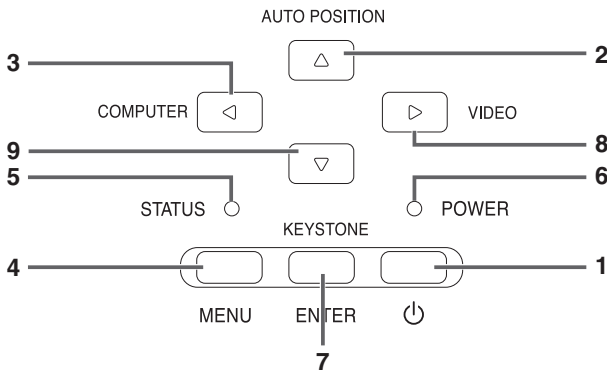 AUTO POSITION
3
2
COMPUTER
VIDEO
9
8
5
6
STATUS
POWER
KEYSTONE
4
1
MENU
ENTER
7